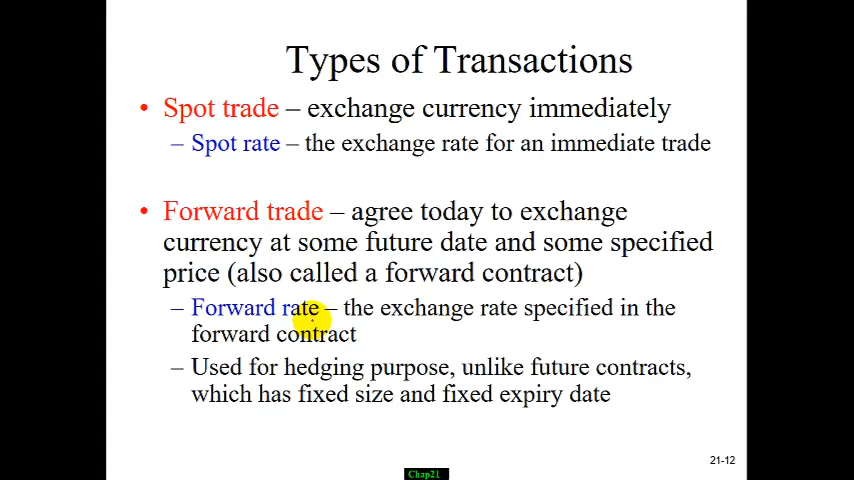 Types of Transactions
• Spot trade – exchange currency immediately
– Spot rate – the exchange rate for an immediate trade
• Forward trade – agree today to exchange
currency at some future date and some specified
price (also called a forward contract)
– Forward rate – the exchange rate specified in the
forward contract
– Used for hedging purpose, unlike future contracts,
which has fixed size and fixed expiry date
21-12
Chap21